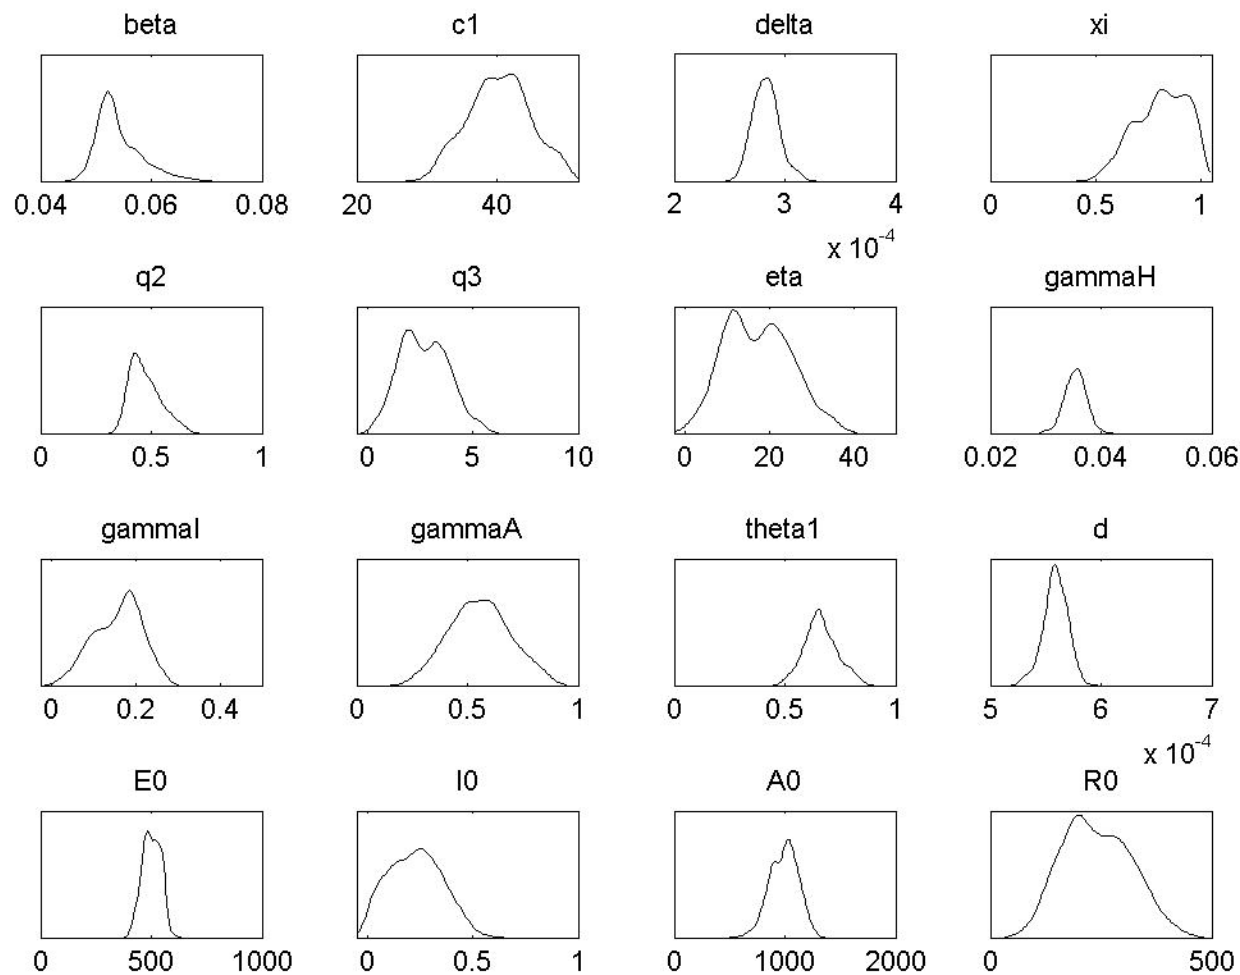 beta c1 delta xi
0.04 0.06 0.08 20 40 2 3 4 0 0.5 1
x 10-4
q2 q3 eta gammaH
0 0.5 1 0 5 10 0 20 40 0.02 0.04 0.06
gammaI gammaA theta1 d
0 0.2 0.4 0 0.5 1 0 0.5 1 5 6 7
x 10-4
E0 I0 A0 R0
0 500 1000 0 0.5 1 0 1000 2000 0 500